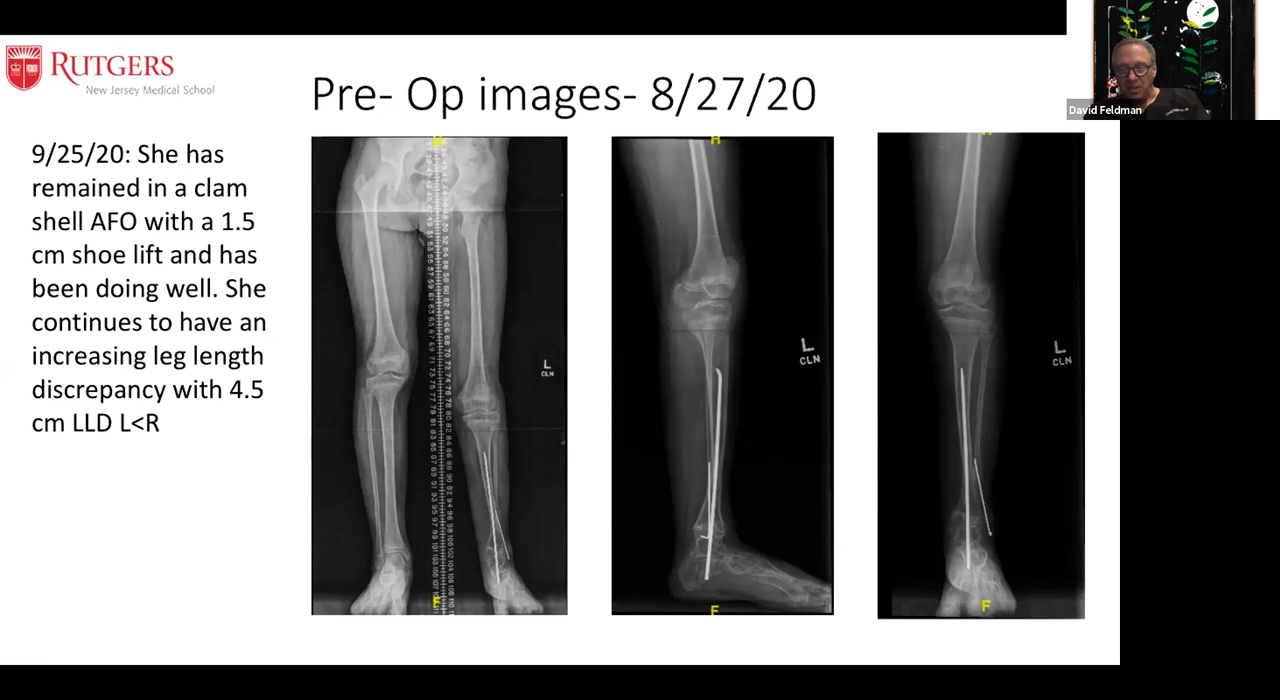 RUTGERS
New Jersey Medical School
Pre- Op images- 8/27/20
David Feldman
9/25/20: She has
remained in a clam
shell AFO with a 1.5
cm shoe lift and has
been doing well. She
continues to have an
increasing leg length
discrepancy with 4.5
cm LLD L<R
L
CLN
F
L
CLN
F
L
CLN
F